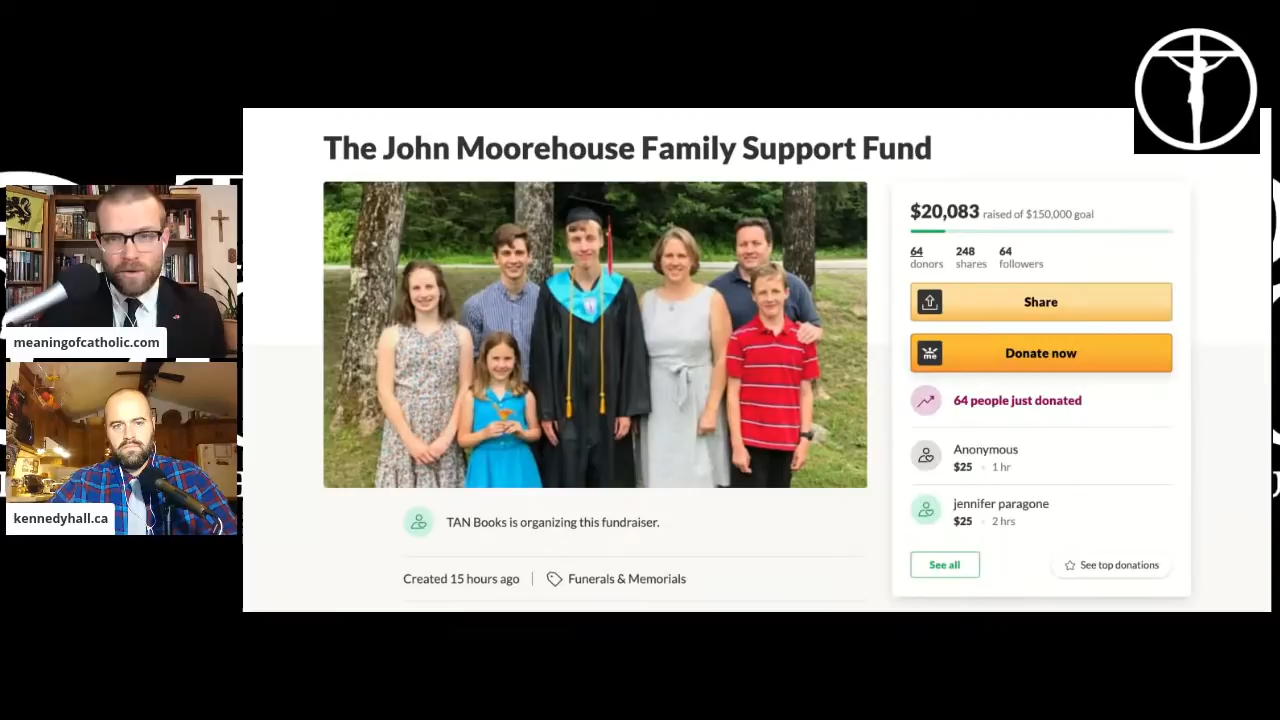 The John Moorehouse Family Support Fund
$20,083 raised of $150,000 goal
64 donors
248 shares
64 followers
Share
me
Donate now
64 people just donated
Anonymous
$25 • 1 hr
jennifer paragone
$25 • 2 hrs
See all
See top donations
TAN Books is organizing this fundraiser.
Created 15 hours ago | Funerals & Memorials
meaningofcatholic.com
kennedyhall.ca